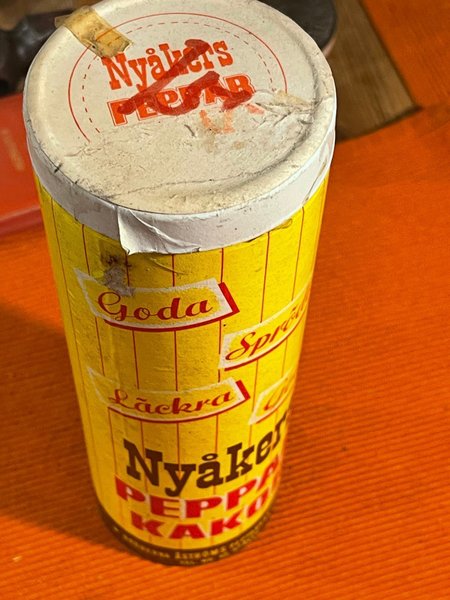 Nyåkers
PEPPAR
Goda
Läckra
Nyåker
PEPPA
KAKO